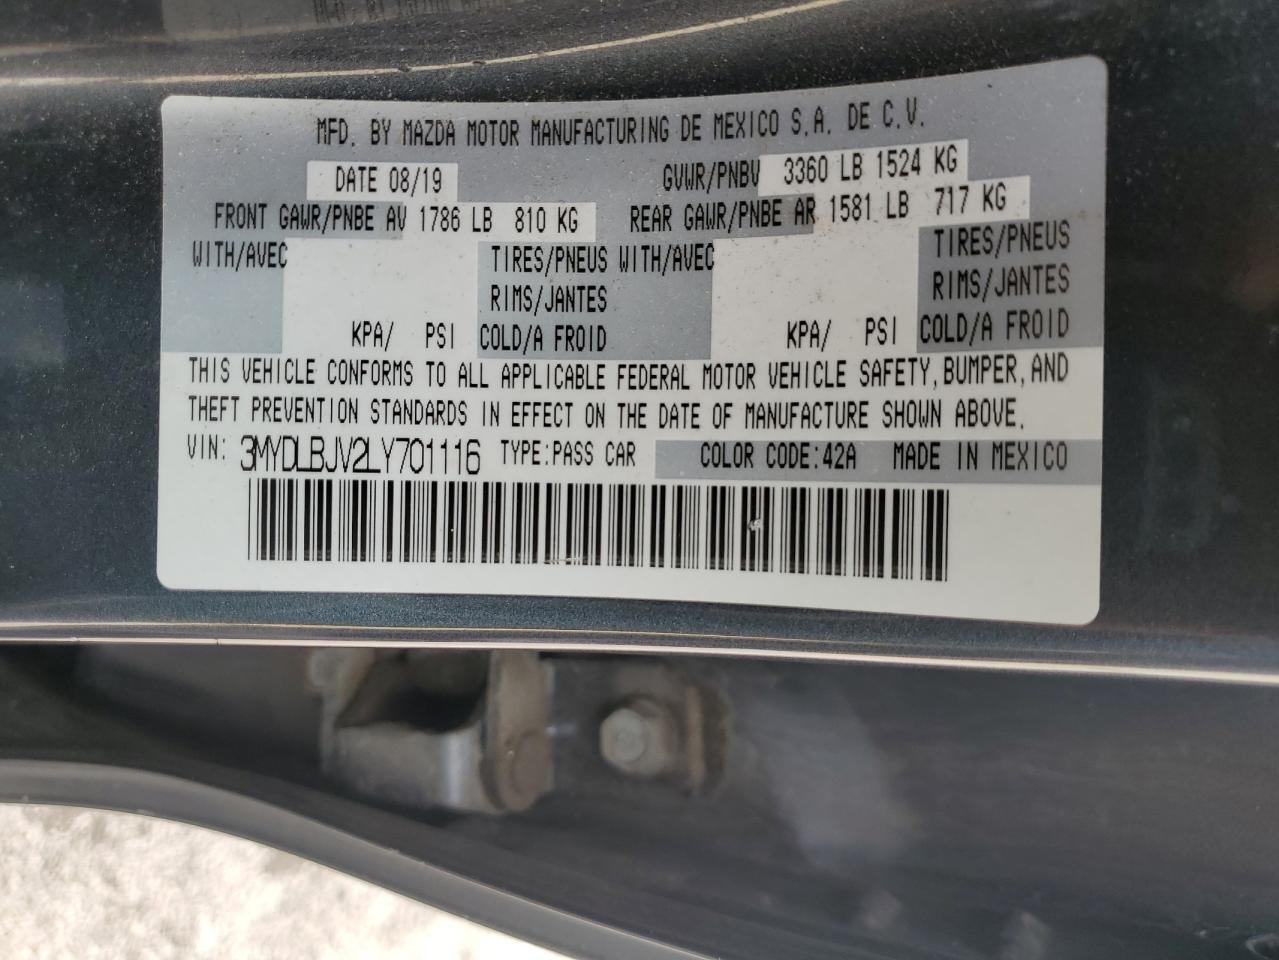 MFD. BY MAZDA MOTOR MANUFACTURING DE MEXICO S.A. DE C.V.
DATE 08/19 GVWR/PNBV 3360 LB 1524 KG
FRONT GAWR/PNBE AV 1786 LB 810 KG REAR GAWR/PNBE AR 1581 LB 717 KG
WITH/AVEC TIRES/PNEUS WITH/AVEC TIRES/PNEUS
RIMS/JANTES RIMS/JANTES
KPA/ PSI COLD/A FROID KPA/ PSI COLD/A FROID
THIS VEHICLE CONFORMS TO ALL APPLICABLE FEDERAL MOTOR VEHICLE SAFETY, BUMPER, AND
THEFT PREVENTION STANDARDS IN EFFECT ON THE DATE OF MANUFACTURE SHOWN ABOVE.
VIN: 3MYDLBJV2LY701116 TYPE:PASS CAR COLOR CODE:42A MADE IN MEXICO